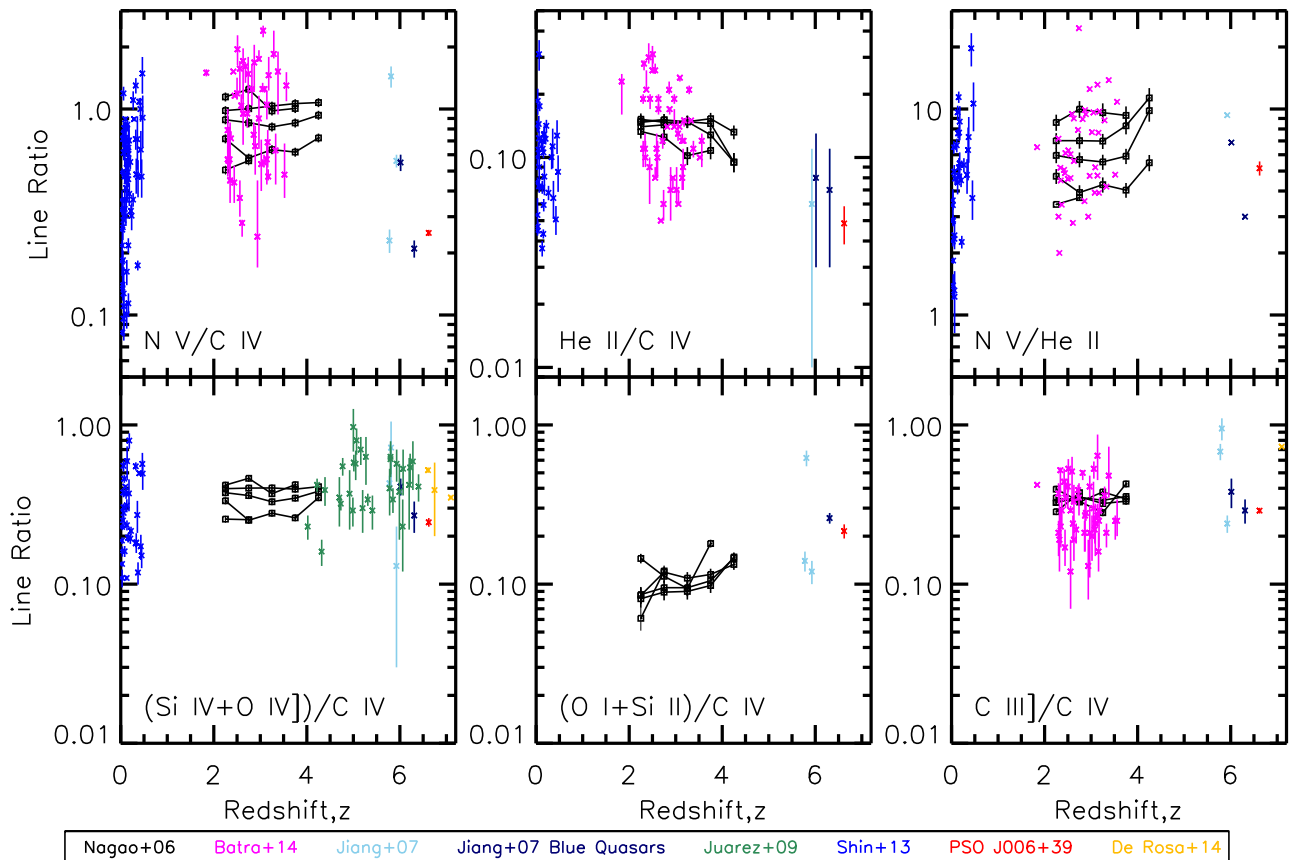 Line Ratio
1.0
0.1
N V/C IV
0.10
0.01
He II/C IV
10
1
N V/He II
Line Ratio
1.00
0.10
0.01
(Si IV+O IV])/C IV
1.00
0.10
0.01
(O I+Si II)/C IV
1.00
0.10
0.01
C III]/C IV
0 2 4 6
0 2 4 6
0 2 4 6
Redshift,z
Redshift,z
Redshift,z
Nagao+06 Batra+14 Jiang+07 Jiang+07 Blue Quasars Juarez+09 Shin+13 PSO J006+39 De Rosa+14